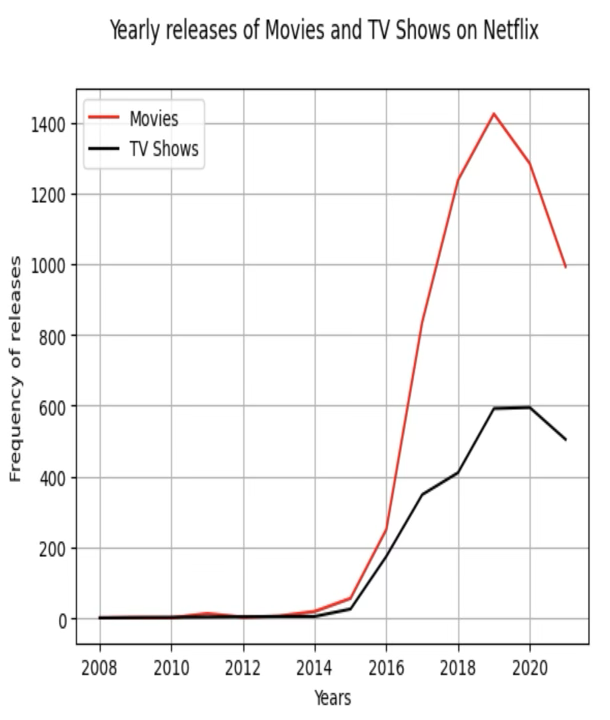 Yearly releases of Movies and TV Shows on Netflix
Movies
TV Shows
1400
1200
1000
800
600
400
200
0
Frequency of releases
2008 2010 2012 2014 2016 2018 2020
Years